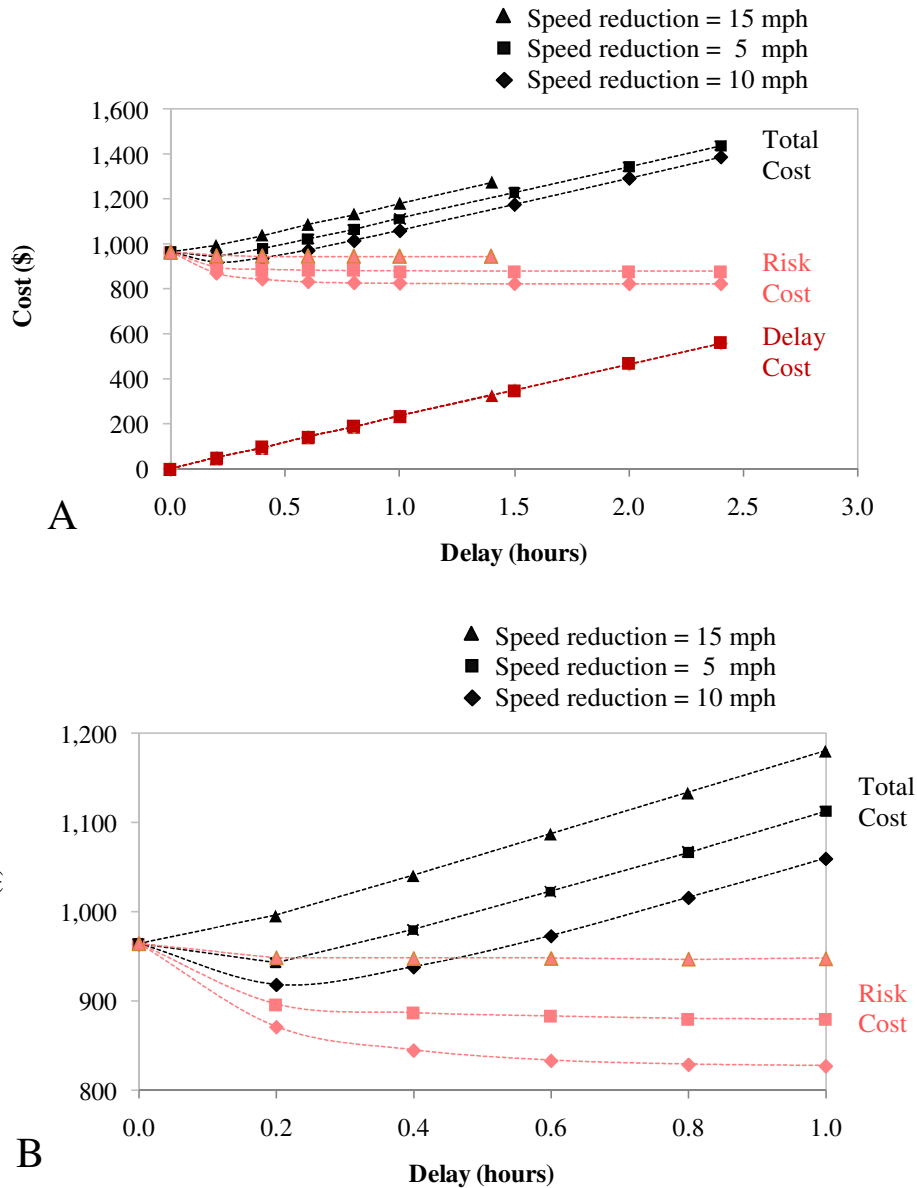 Speed reduction = 15 mph
Speed reduction = 5 mph
Speed reduction = 10 mph
1,600
1,400
1,200
1,000
800
600
400
200
0
Cost ($)
Total
Cost
Risk
Cost
Delay
Cost
0.0 0.5 1.0 1.5 2.0 2.5 3.0
A
Delay (hours)
Speed reduction = 15 mph
Speed reduction = 5 mph
Speed reduction = 10 mph
1,200
1,100
1,000
900
800
Total
Cost
Risk
Cost
0.0 0.2 0.4 0.6 0.8 1.0
B
Delay (hours)